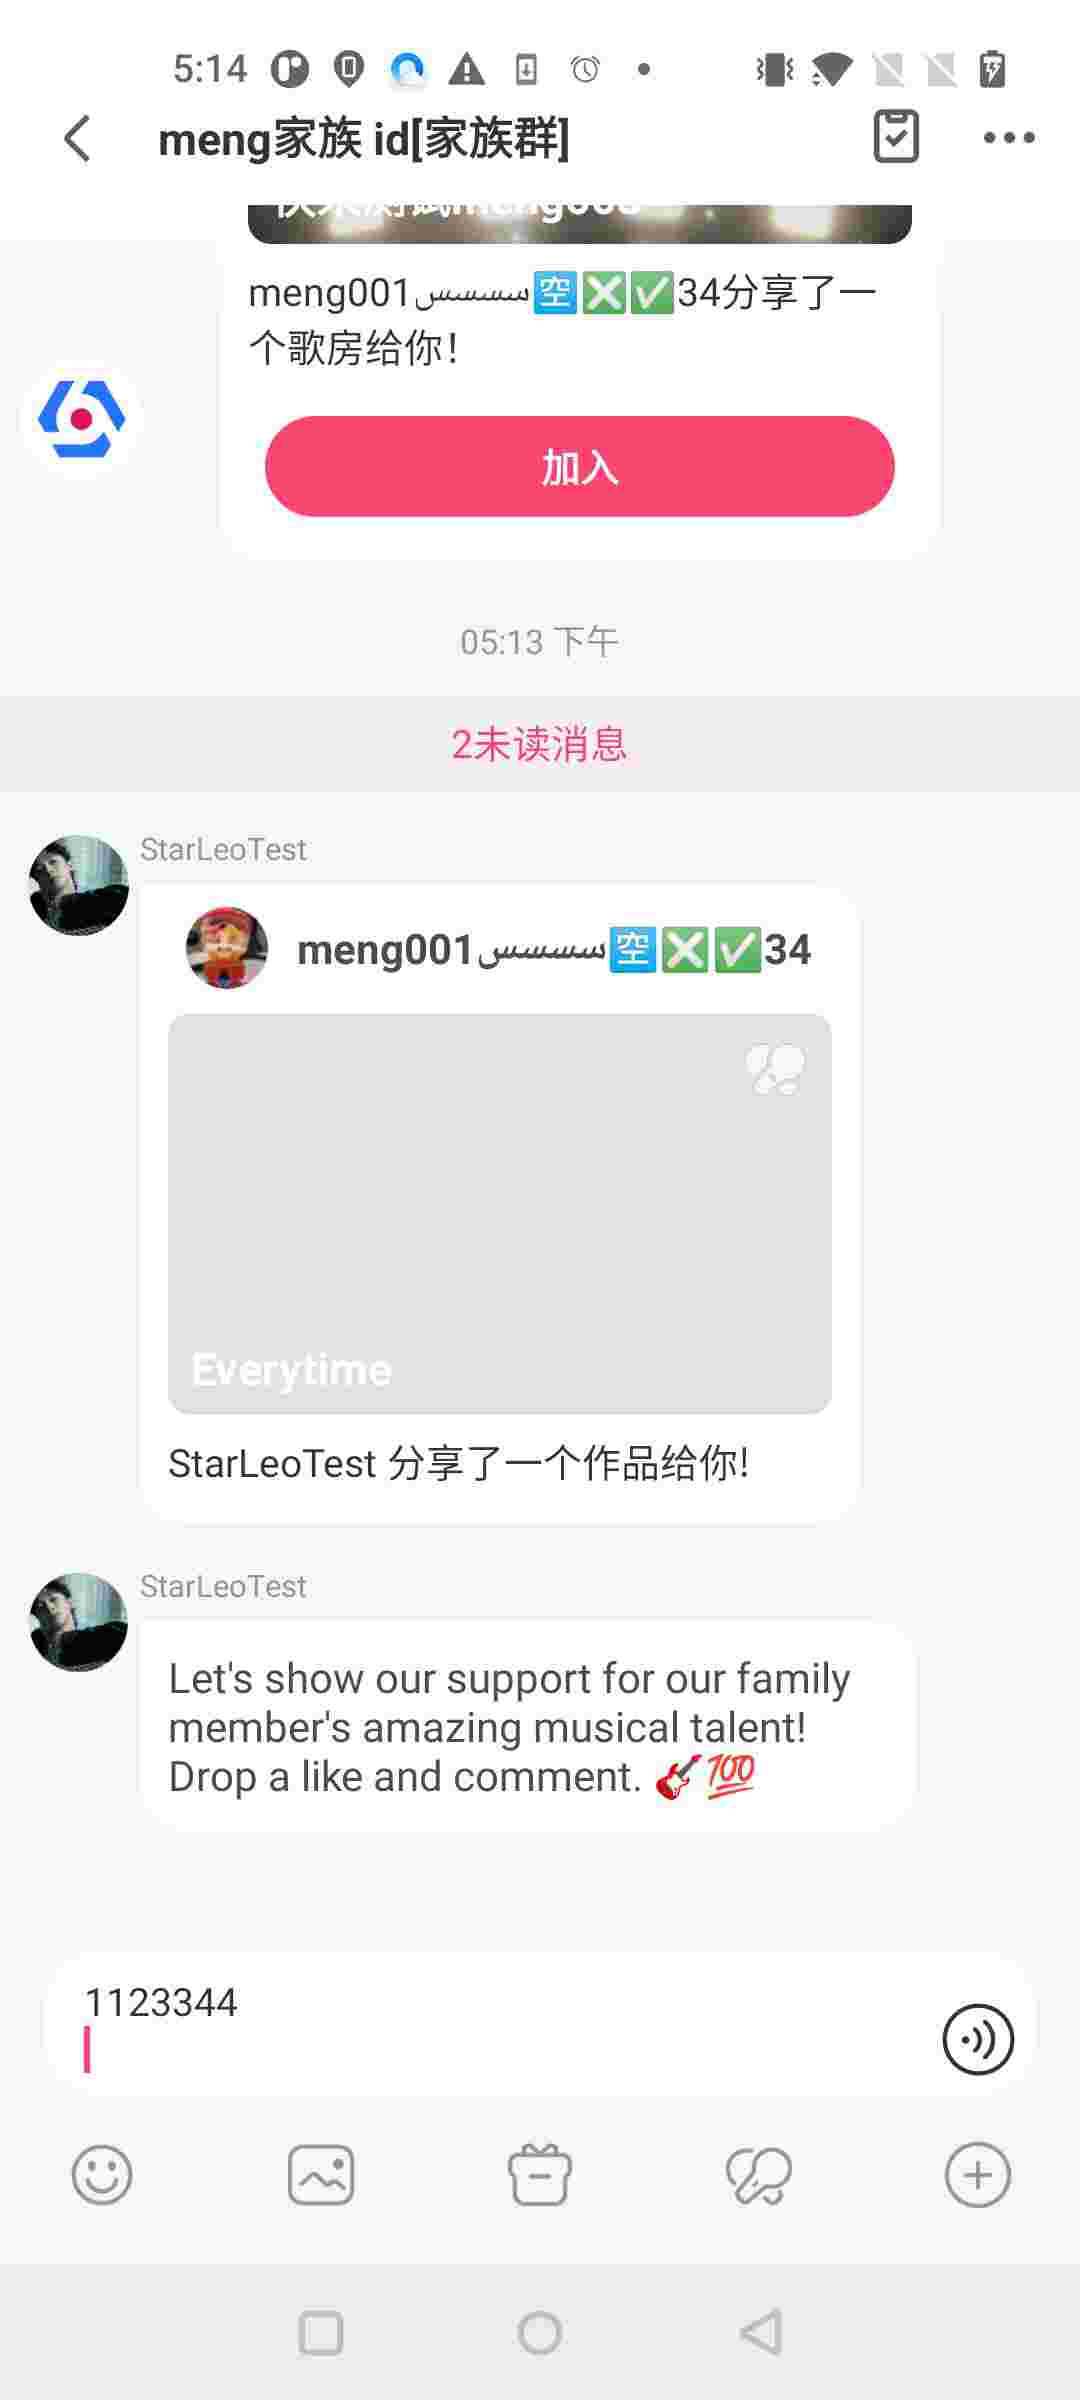 5:14
meng家族 id[家族群]
meng001سسسس🈳❎✅34分享了一
个歌房给你！
加入
05:13 下午
2未读消息
StarLeoTest
meng001سسسس🈳❎✅34
Everytime
StarLeoTest 分享了一个作品给你!
StarLeoTest
Let's show our support for our family
member's amazing musical talent!
Drop a like and comment. 🎸💯
1123344